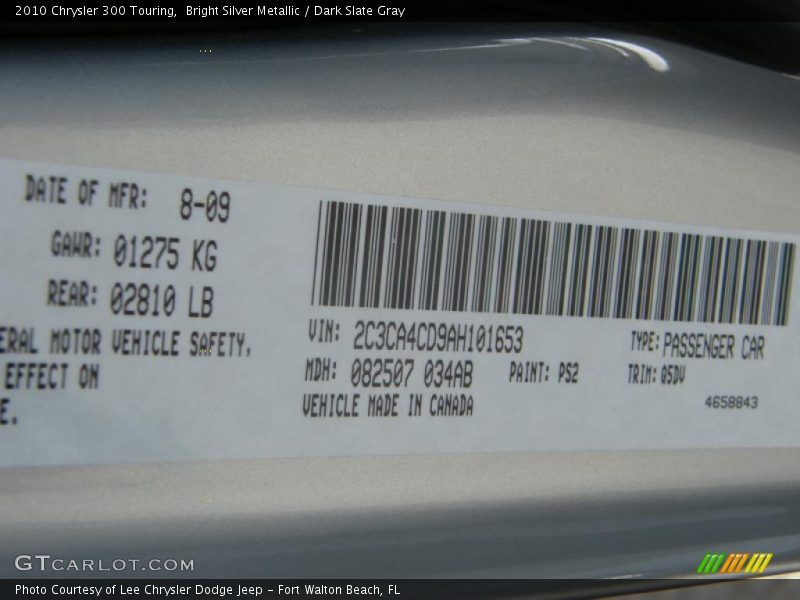 2010 Chrysler 300 Touring,  Bright Silver Metallic / Dark Slate Gray
DATE OF MFR: 8-09
GAWR: 01275 KG
REAR: 02810 LB
ERAL MOTOR VEHICLE SAFETY,
EFFECT ON
E.
VIN: 2C3CA4CD9AH101653
TYPE: PASSENGER CAR
MDH: 082507 034AB
PAINT: PS2
TRIM: Q5DV
VEHICLE MADE IN CANADA
4658843
GTCARLOT.COM
Photo Courtesy of Lee Chrysler Dodge Jeep - Fort Walton Beach, FL